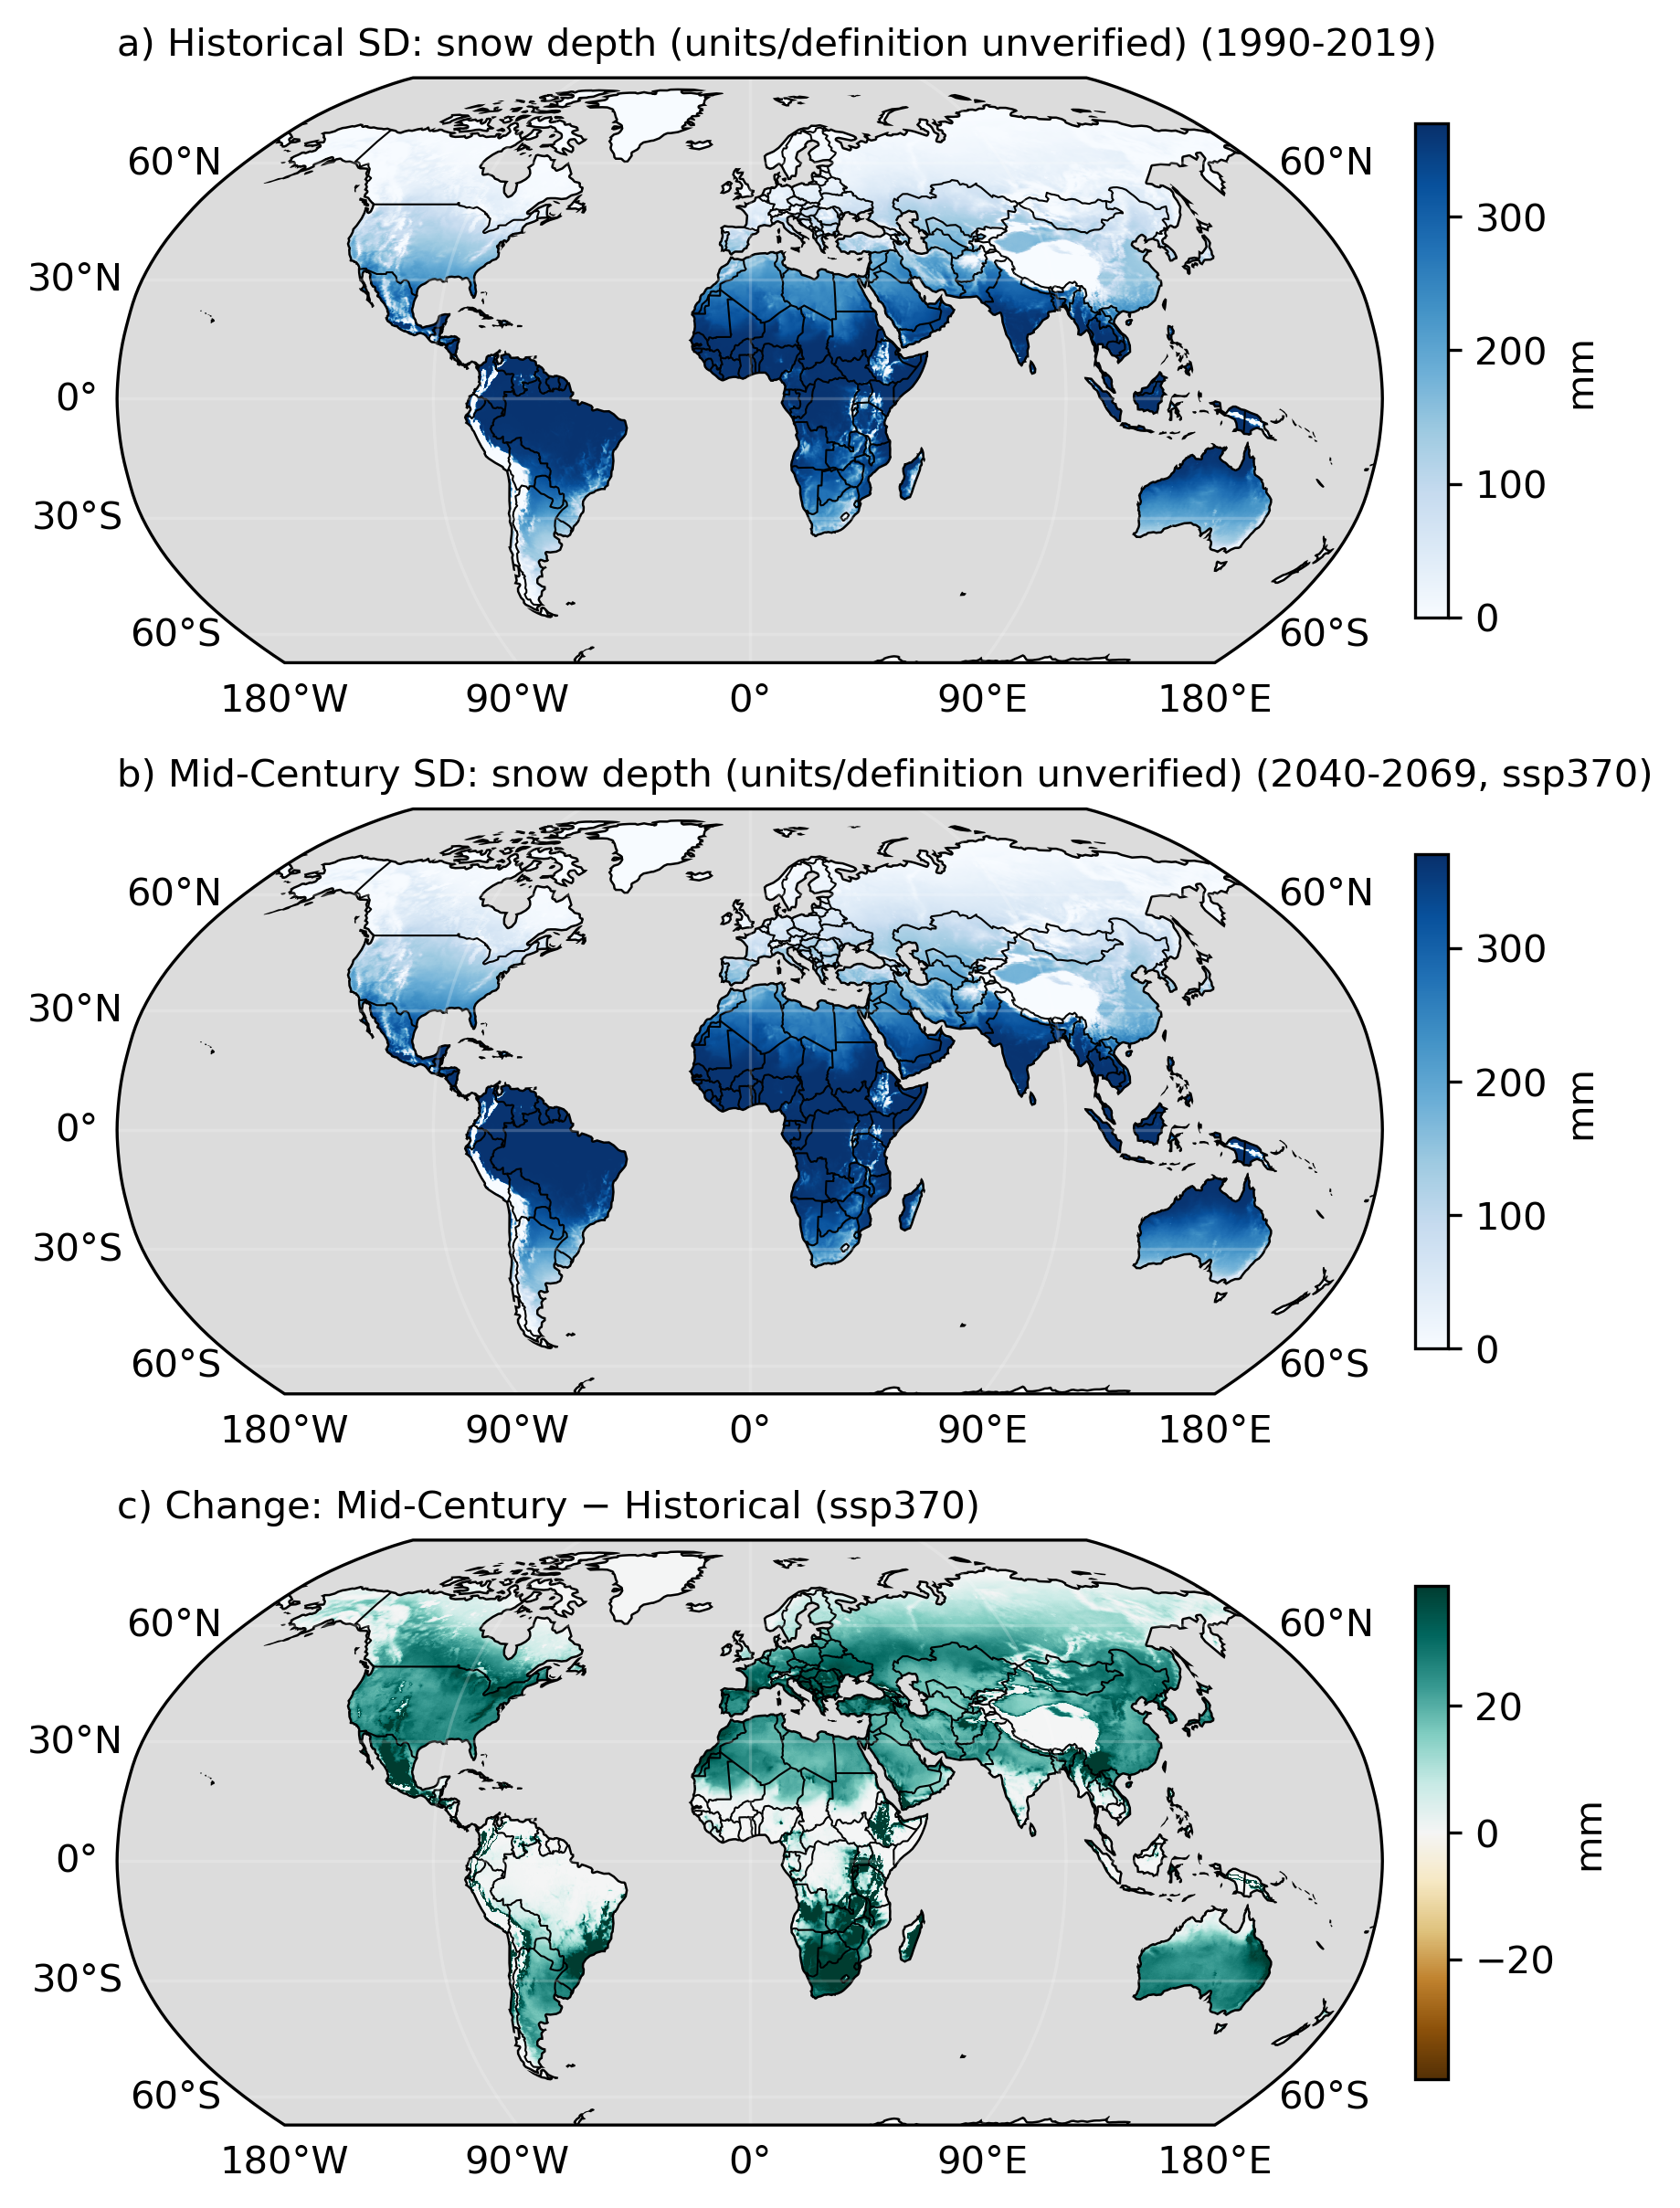 a) Historical SD: snow depth (units/definition unverified) (1990-2019)
60°N 60°N
30°N
0°
30°S
60°S 60°S
180°W 90°W 0° 90°E 180°E
300
200
100
0
mm
b) Mid-Century SD: snow depth (units/definition unverified) (2040-2069, ssp370)
60°N 60°N
30°N
0°
30°S
60°S 60°S
180°W 90°W 0° 90°E 180°E
300
200
100
0
mm
c) Change: Mid-Century − Historical (ssp370)
60°N 60°N
30°N
0°
30°S
60°S 60°S
180°W 90°W 0° 90°E 180°E
20
0
−20
mm